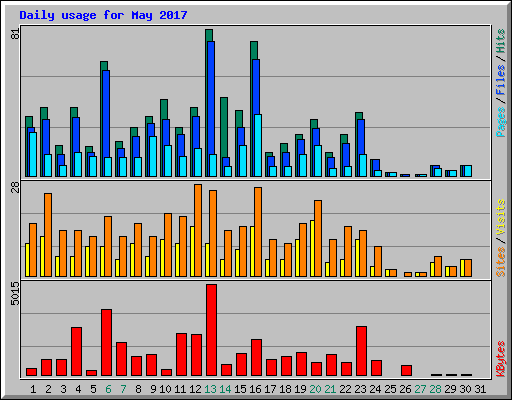 Daily usage for May 2017
81
Pages / Files / Hits
28
Sites / Visits
5015
KBytes
1 2 3 4 5 6 7 8 9 10 11 12 13 14 15 16 17 18 19 20 21 22 23 24 25 26 27 28 29 30 31